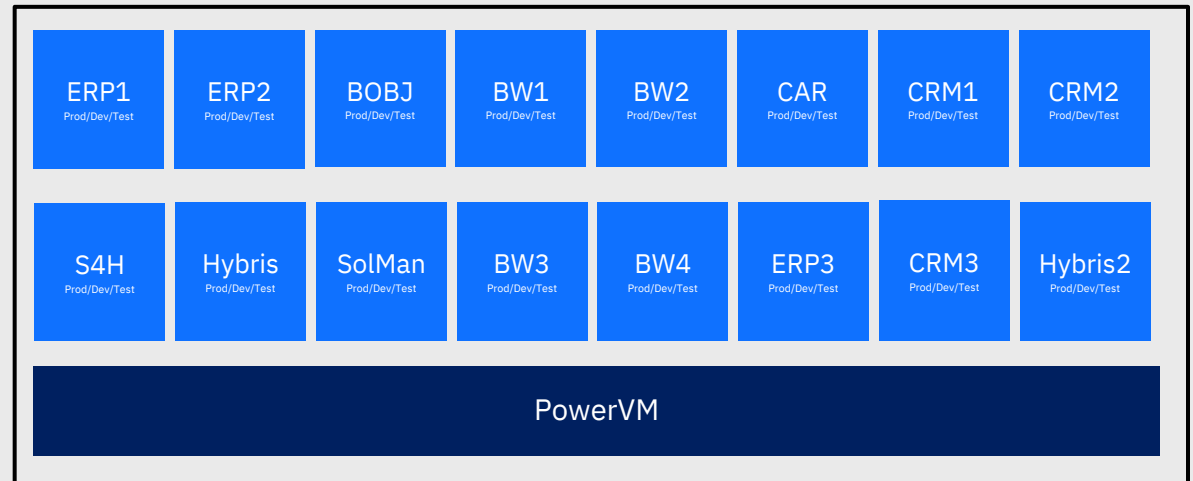 ERP1
Prod/Dev/Test
ERP2
Prod/Dev/Test
BOBJ
Prod/Dev/Test
BW1
Prod/Dev/Test
BW2
Prod/Dev/Test
CAR
Prod/Dev/Test
CRM1
Prod/Dev/Test
CRM2
Prod/Dev/Test
S4H
Prod/Dev/Test
Hybris
Prod/Dev/Test
SolMan
Prod/Dev/Test
BW3
Prod/Dev/Test
BW4
Prod/Dev/Test
ERP3
Prod/Dev/Test
CRM3
Prod/Dev/Test
Hybris2
Prod/Dev/Test
PowerVM